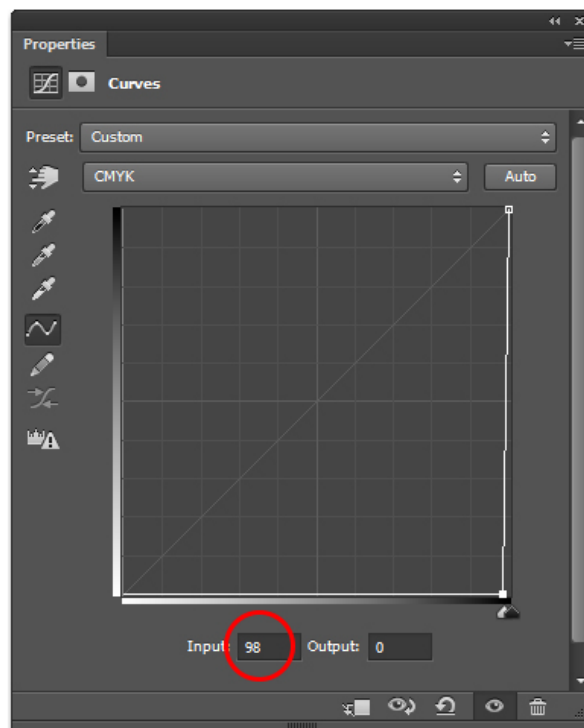 Properties
Curves
Preset: Custom
CMYK Auto
Input: 98 Output: 0